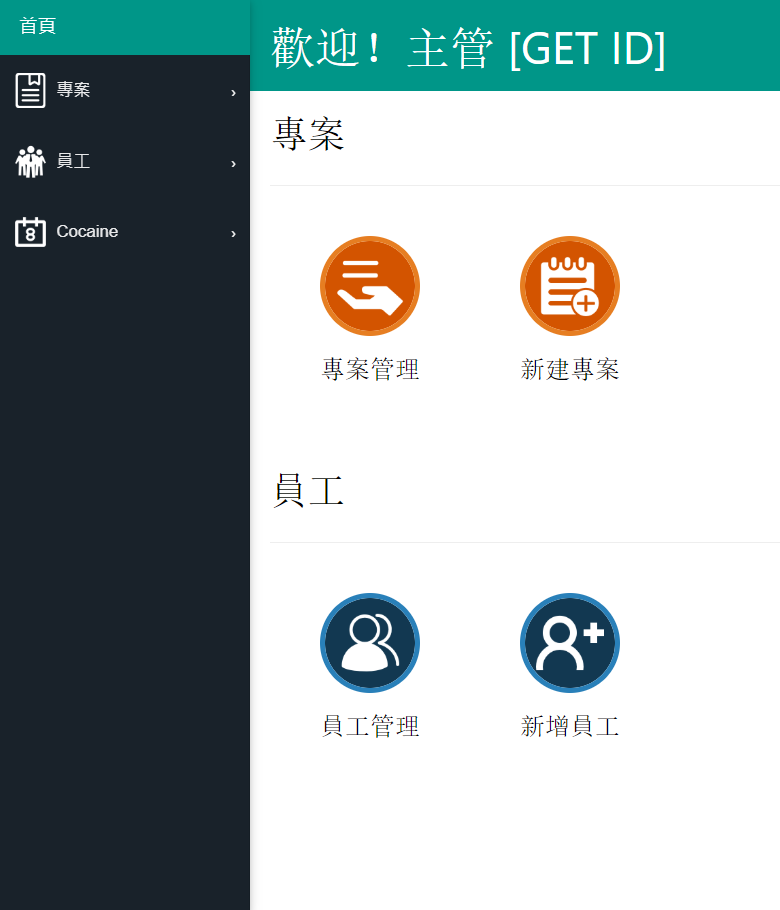 首頁
專案 ›
員工 ›
8
Cocaine ›
歡迎！主管 [GET ID]
專案
專案管理
新建專案
員工
員工管理
新增員工